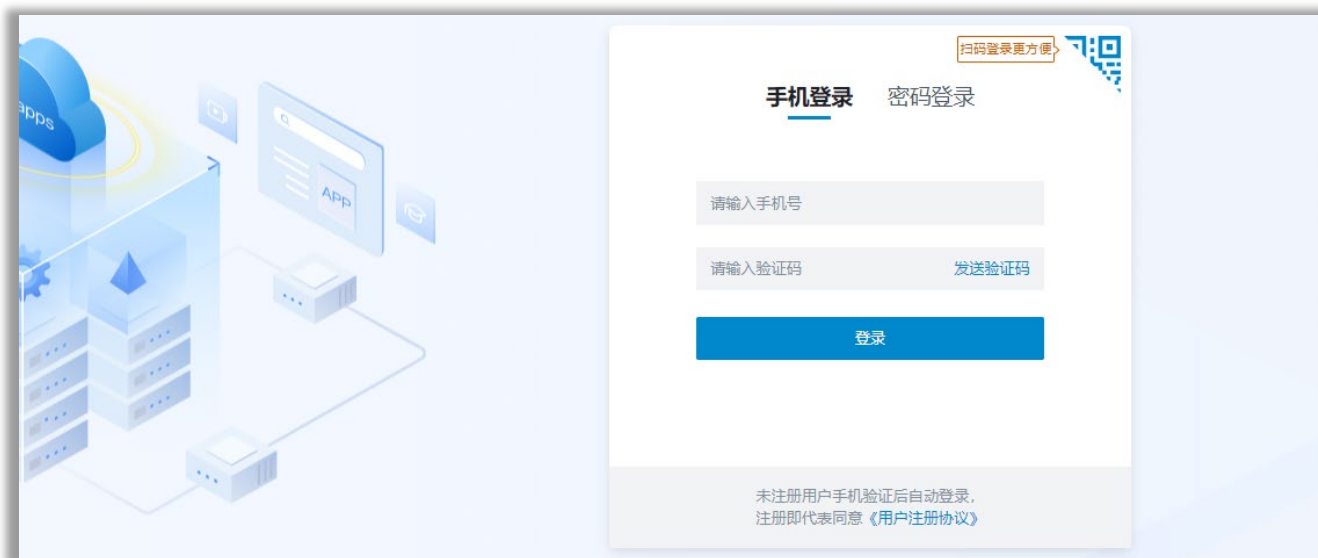 扫码登录更方便
手机登录 密码登录
apps
APP
请输入手机号
请输入验证码 发送验证码
登录
未注册用户手机验证后自动登录,
注册即代表同意《用户注册协议》